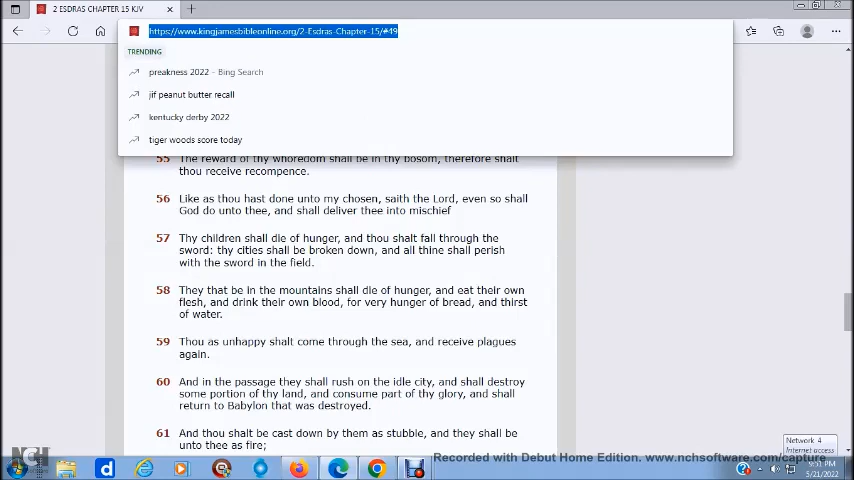 2 ESDRAS CHAPTER 15 KJV
https://www.kingjamesbibleonline.org/2-Esdras-Chapter-15/#49
TRENDING
preakness 2022 - Bing Search
jif peanut butter recall
kentucky derby 2022
tiger woods score today
55 The reward of thy whoredom shall be in thy bosom, therefore shalt
thou receive recompence.
56 Like as thou hast done unto my chosen, saith the Lord, even so shall
God do unto thee, and shall deliver thee into mischief
57 Thy children shall die of hunger, and thou shalt fall through the
sword: thy cities shall be broken down, and all thine shall perish
with the sword in the field.
58 They that be in the mountains shall die of hunger, and eat their own
flesh, and drink their own blood, for very hunger of bread, and thirst
of water.
59 Thou as unhappy shalt come through the sea, and receive plagues
again.
60 And in the passage they shall rush on the idle city, and shall destroy
some portion of thy land, and consume part of thy glory, and shall
return to Babylon that was destroyed.
61 And thou shalt be cast down by them as stubble, and they shall be
unto thee as fire;
Network 4
Internet access
NCH
Recorded with Debut Home Edition. www.nchsoftware.com/capture
9:51 PM
5/21/2022